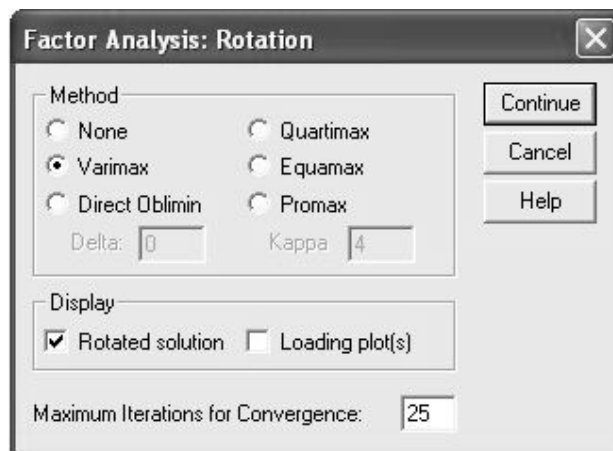 Factor Analysis: Rotation
Method
None
Quartimax
Varimax
Equamax
Direct Oblimin
Promax
Delta: 0
Kappa 4
Display
Rotated solution
Loading plot(s)
Maximum Iterations for Convergence: 25
Continue
Cancel
Help